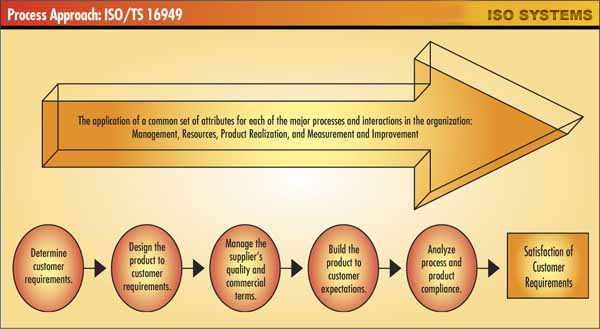 Process Approach: ISO/TS 16949
ISO SYSTEMS
The application of a common set of attributes for each of the major processes and interactions in the organization:
Management, Resources, Product Realization, and Measurement and Improvement
Determine
customer
requirements.
Design the
product to
customer
requirements.
Manage the
supplier's
quality and
commercial
terms.
Build the
product to
customer
expectations.
Analyze
process and
product
compliance.
Satisfaction of
Customer
Requirements